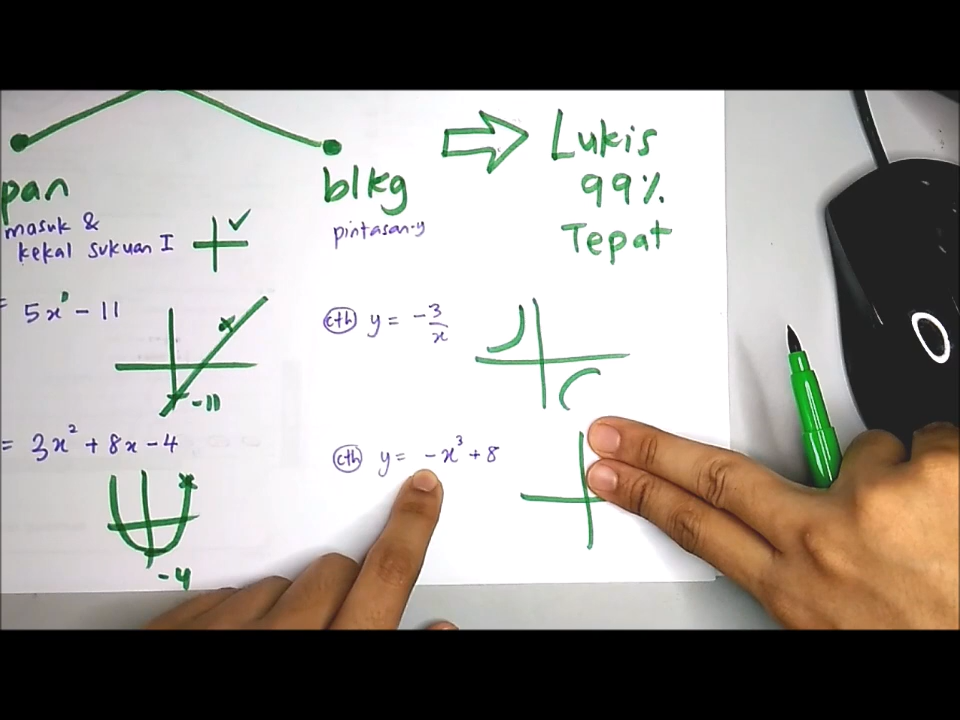 pan
blkg
Lukis
99%
Tepat
masuk &
kekal sukuan I
pintasan-y
= 5x - 11
-11
cth y = -3/x
= 3x² + 8x - 4
-4
cth y = -x³ + 8